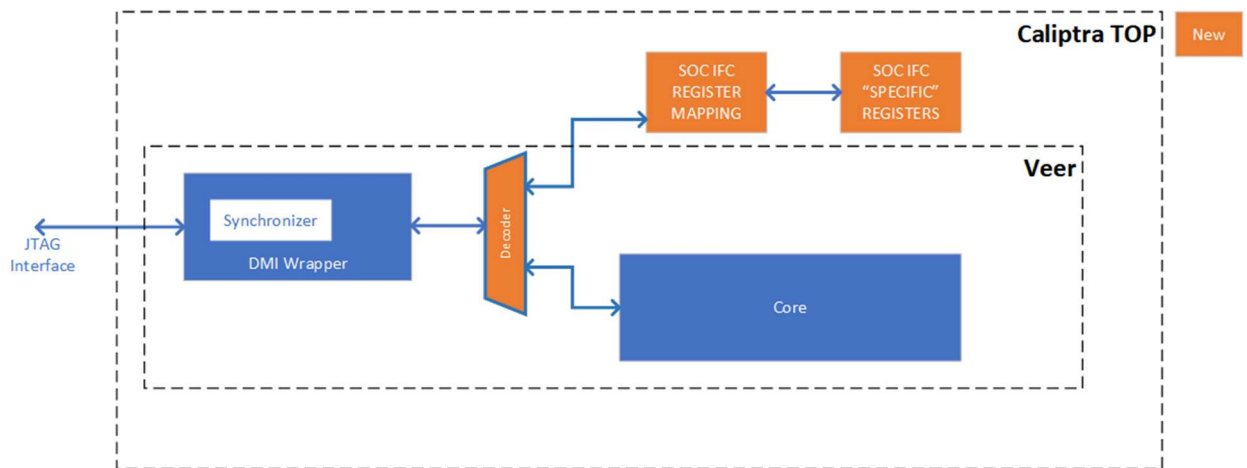 Caliptra TOP
New
SOC IFC
REGISTER
MAPPING
SOC IFC
“SPECIFIC”
REGISTERS
Veer
JTAG
Interface
Synchronizer
DMI Wrapper
Decoder
Core